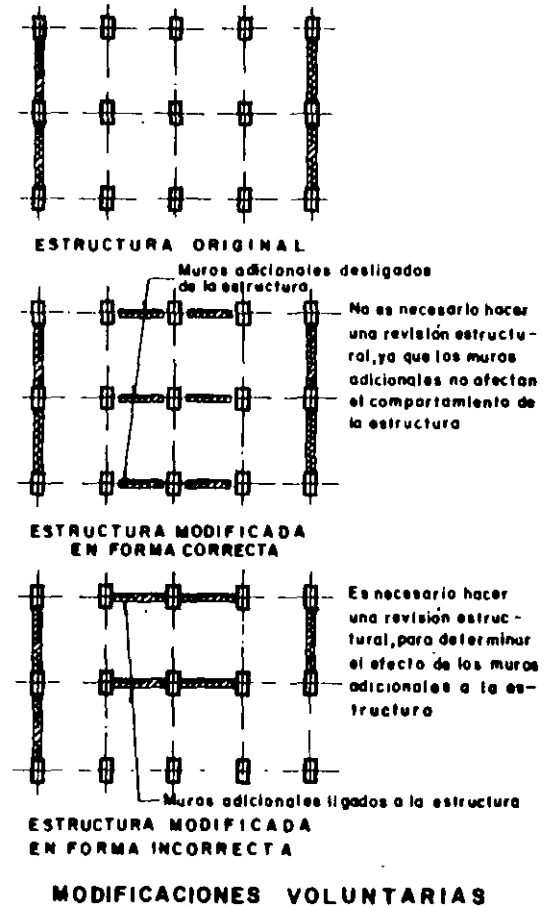 ESTRUCTURA ORIGINAL
Muros adicionales desligados
de la estructura
No es necesario hacer
una revisión estructu-
ral, ya que los muros
adicionales no afectan
el comportamiento de
la estructura
ESTRUCTURA MODIFICADA
EN FORMA CORRECTA
Es necesario hacer
una revisión estruc-
tural, para determinar
el efecto de los muros
adicionales a la es-
tructura
Muros adicionales ligados a la estructura
ESTRUCTURA MODIFICADA
EN FORMA INCORRECTA
MODIFICACIONES VOLUNTARIAS